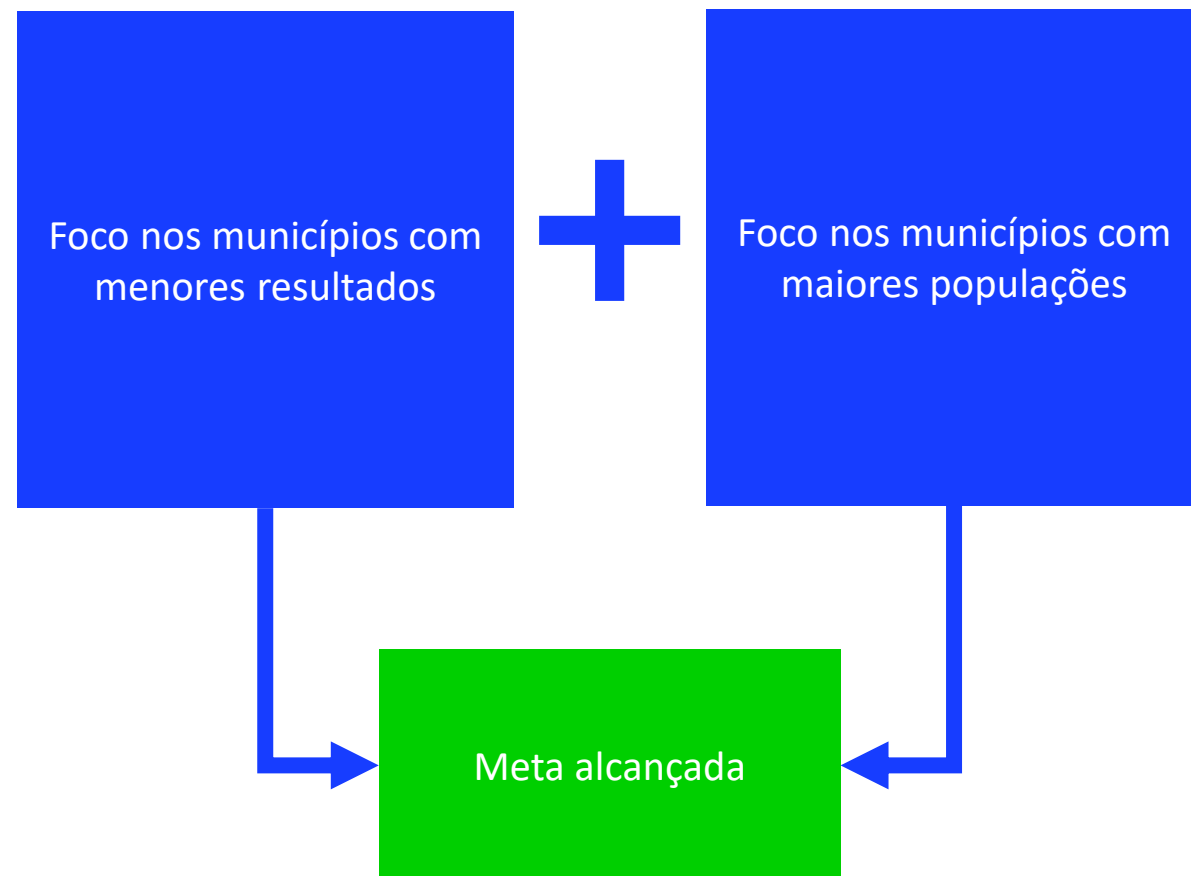 Foco nos municípios com
menores resultados
Foco nos municípios com
maiores populações
Meta alcançada